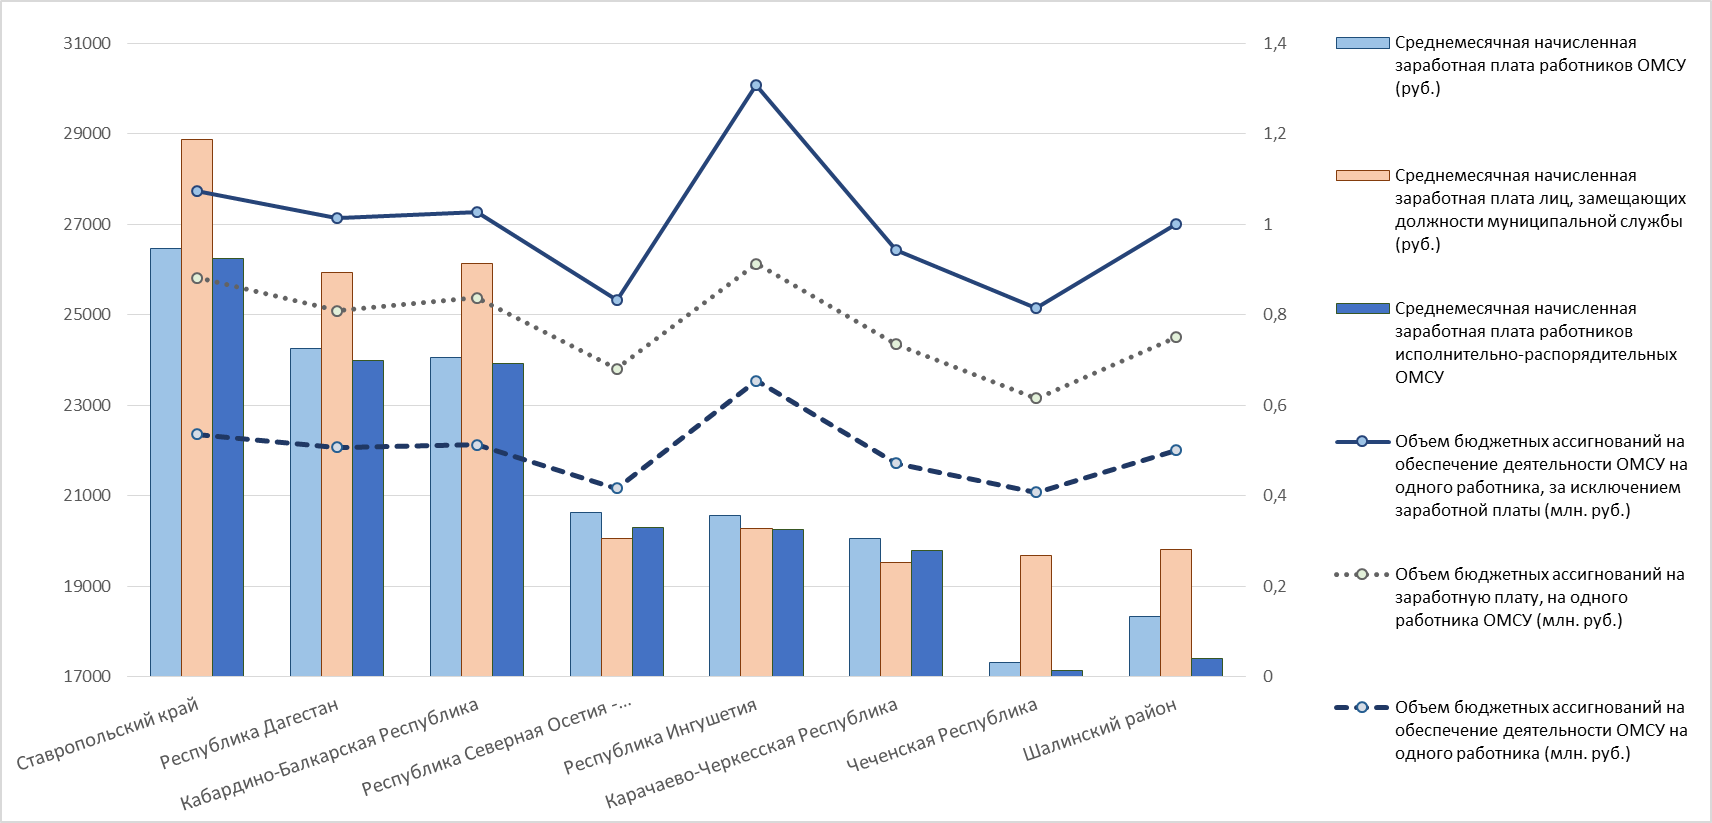 31000
29000
27000
25000
23000
21000
19000
17000
1,4
1,2
1
0,8
0,6
0,4
0,2
0
Ставропольский край
Республика Дагестан
Кабардино-Балкарская Республика
Республика Северная Осетия -...
Республика Ингушетия
Карачаево-Черкесская Республика
Чеченская Республика
Шалинский район
Среднемесячная начисленная
заработная плата работников ОМСУ
(руб.)
Среднемесячная начисленная
заработная плата лиц, замещающих
должности муниципальной службы
(руб.)
Среднемесячная начисленная
заработная плата работников
исполнительно-распорядительных
ОМСУ
Объем бюджетных ассигнований на
обеспечение деятельности ОМСУ на
одного работника, за исключением
заработной платы (млн. руб.)
Объем бюджетных ассигнований на
заработную плату, на одного
работника ОМСУ (млн. руб.)
Объем бюджетных ассигнований на
обеспечение деятельности ОМСУ на
одного работника (млн. руб.)